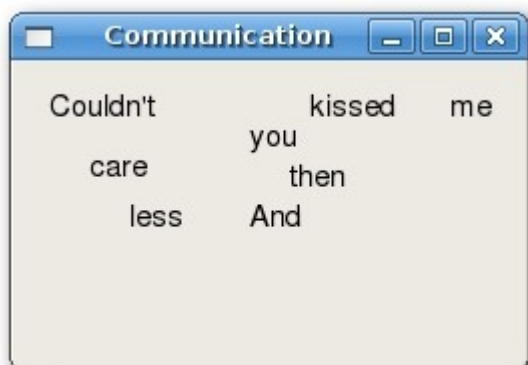 Communication
Couldn't kissed me
you
care
then
less And